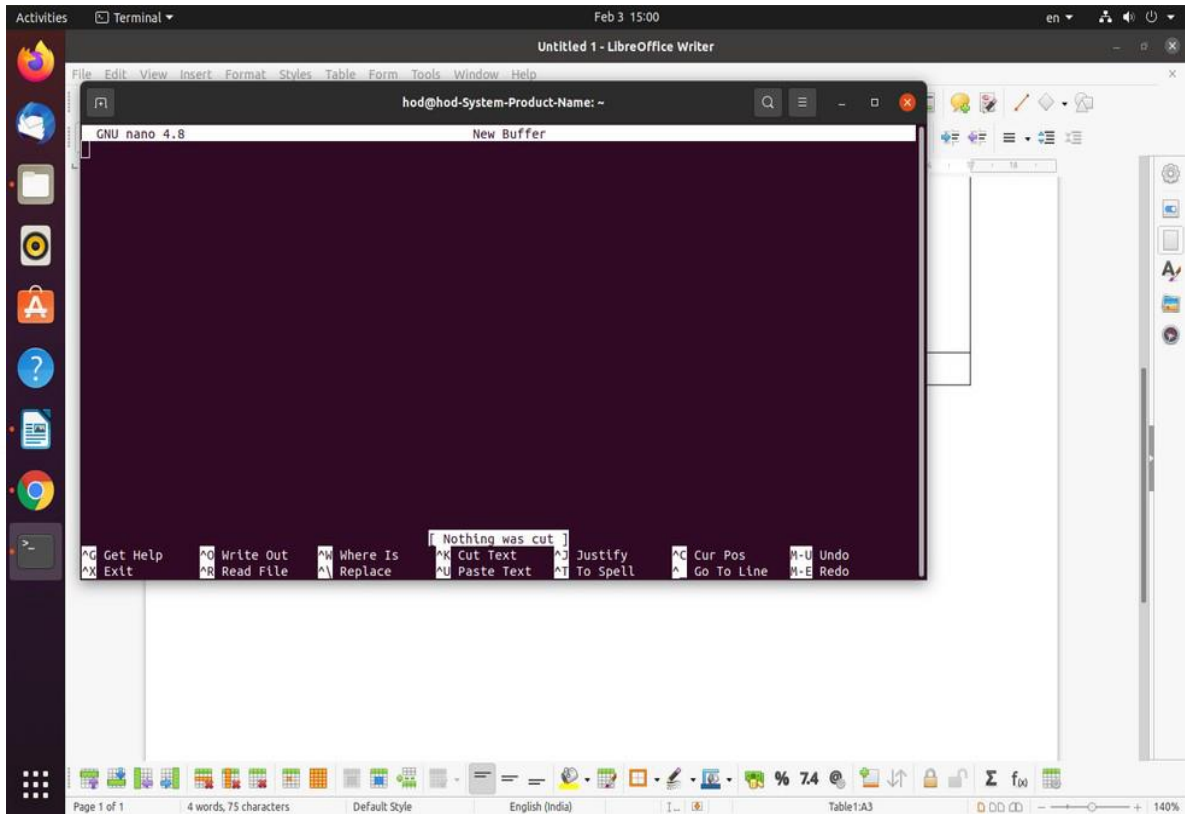 Activities Terminal Feb 3 15:00 en
Untitled 1 - LibreOffice Writer
File Edit View Insert Format Styles Table Form Tools Window Help
hod@hod-System-Product-Name: ~
GNU nano 4.8 New Buffer
[ Nothing was cut ]
^G Get Help ^O Write Out ^W Where Is ^K Cut Text ^J Justify ^C Cur Pos M-U Undo
^X Exit ^R Read File ^\ Replace ^U Paste Text ^T To Spell ^_ Go To Line M-E Redo
% 7.4 Σ f(x)
Page 1 of 1 4 words, 75 characters Default Style English (India) Table1:A3 140%